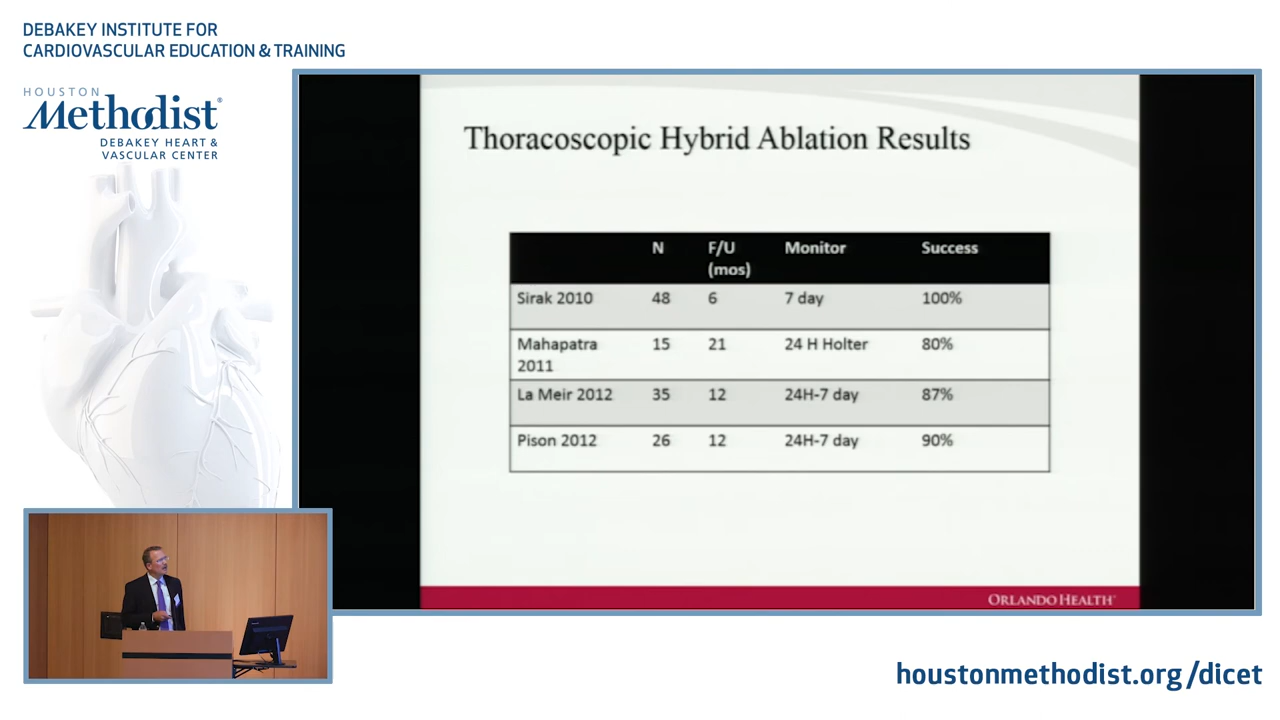 DEBAKEY INSTITUTE FOR
CARDIOVASCULAR EDUCATION & TRAINING
HOUSTON
Methodist®
DEBAKEY HEART &
VASCULAR CENTER
Thoracoscopic Hybrid Ablation Results
N F/U (mos) Monitor Success
Sirak 2010 48 6 7 day 100%
Mahapatra 2011 15 21 24 H Holter 80%
La Meir 2012 35 12 24H-7 day 87%
Pison 2012 26 12 24H-7 day 90%
ORLANDO HEALTH®
houstonmethodist.org/dicet